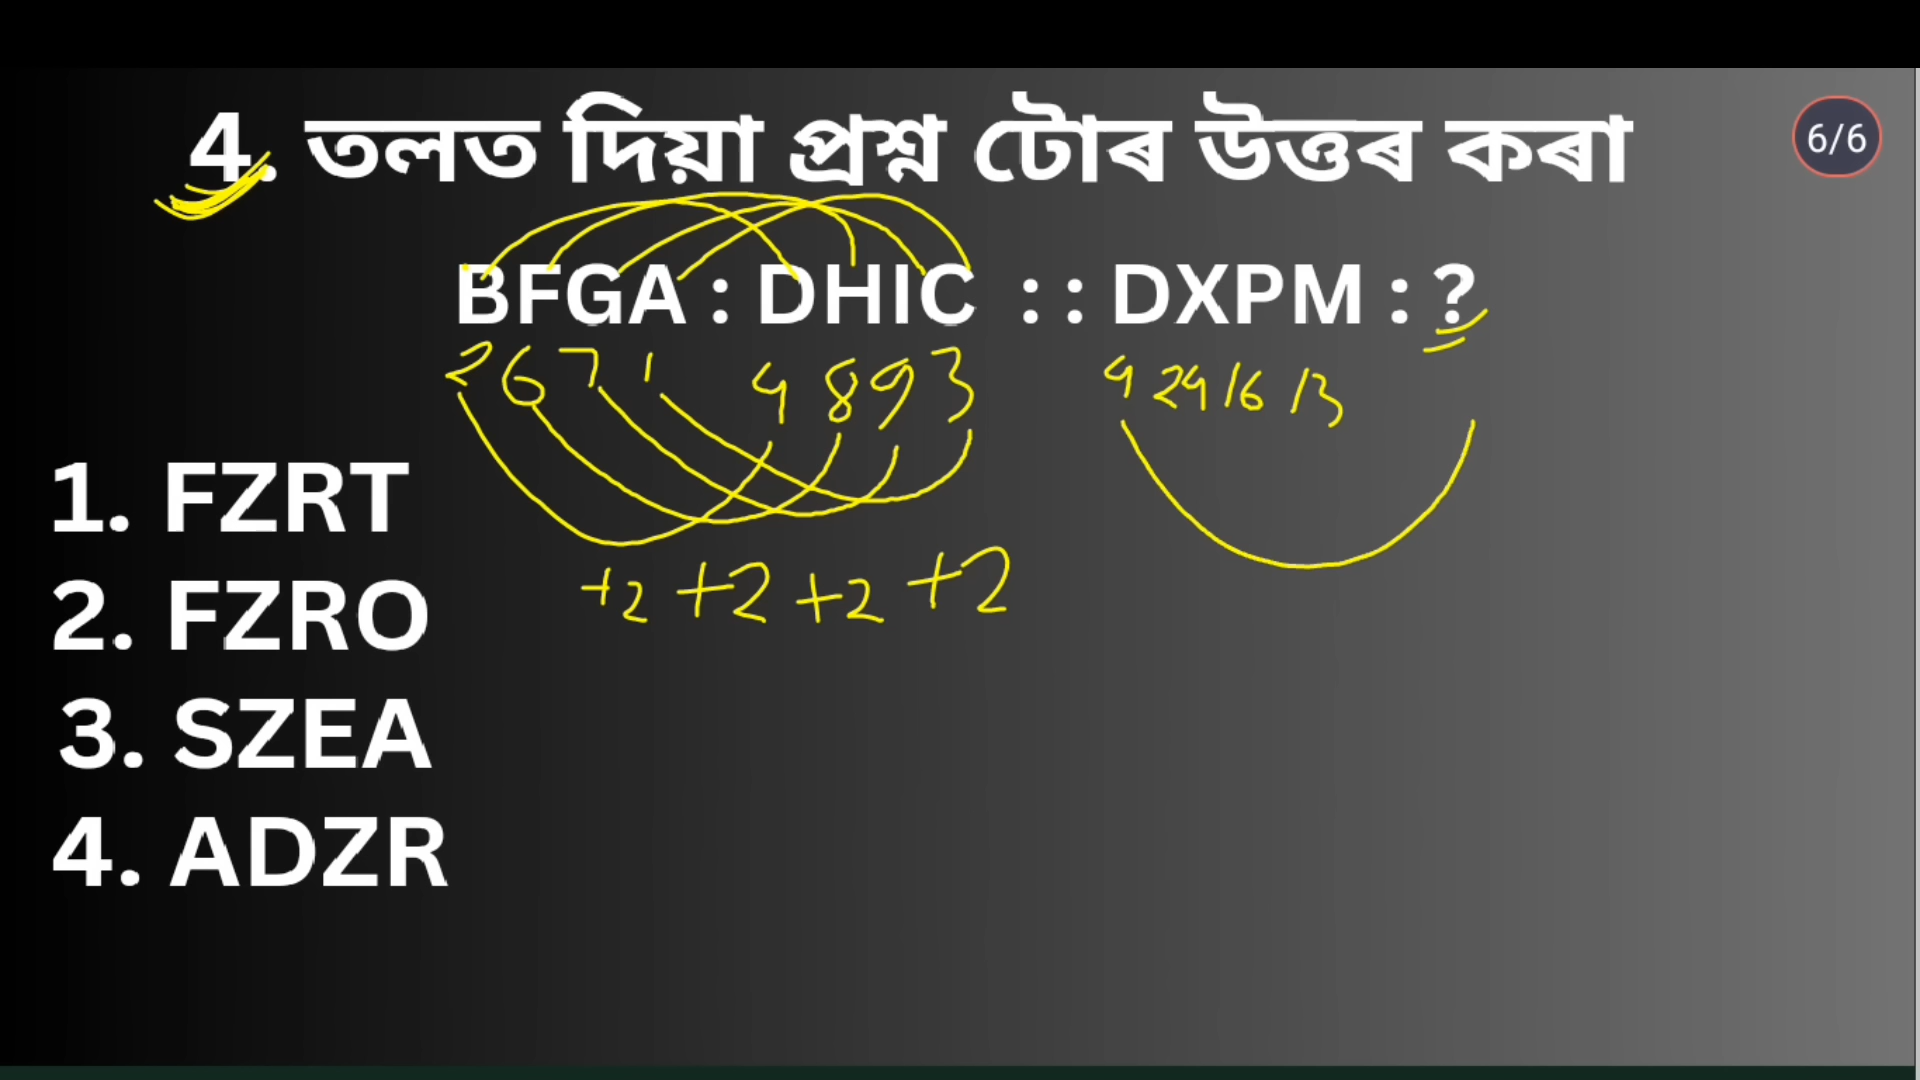 4. তলত দিয়া প্ৰশ্ন টোৰ উত্তৰ কৰা
6/6
BFGA : DHIC : : DXPM : ?
2 6 7 1 4 8 9 3 4 24 16 13
1. FZRT
+2 +2 +2 +2
2. FZRO
3. SZEA
4. ADZR